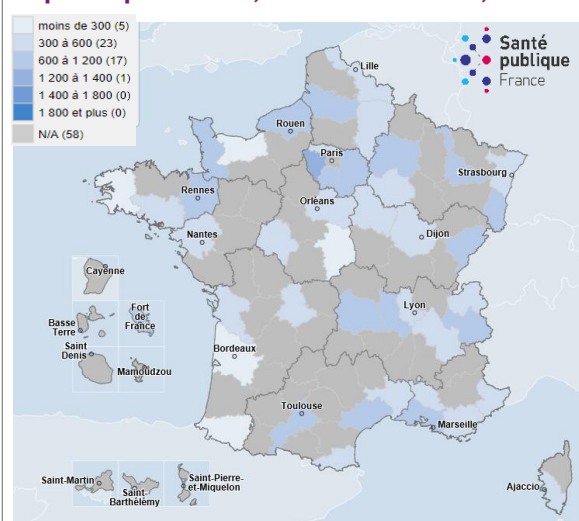 moins de 300 (5)
300 à 600 (23)
600 à 1 200 (17)
1 200 à 1 400 (1)
1 400 à 1 800 (0)
1 800 et plus (0)
N/A (58)
Santé
publique
France
Lille
Rouen
Paris
Strasbourg
Rennes
Orléans
Nantes
Dijon
Cayenne
Basse
Terre
Fort
de
France
Saint
Denis
Mamoudzou
Lyon
Bordeaux
Toulouse
Marseille
Saint-Martin
Saint-
Barthélémy
Saint-Pierre
et-Miquelon
Ajaccio